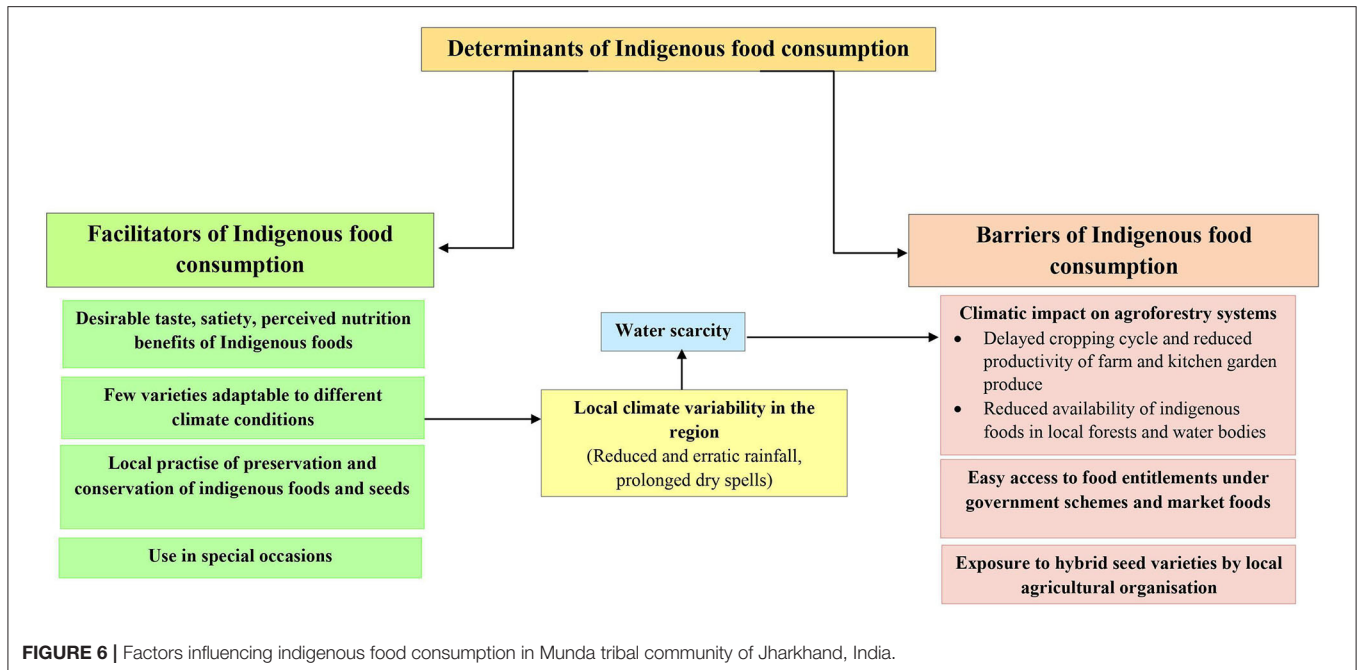 Determinants of Indigenous food consumption
Facilitators of Indigenous food
consumption
Desirable taste, satiety, perceived nutrition
benefits of Indigenous foods
Few varieties adaptable to different
climate conditions
Local practise of preservation and
conservation of indigenous foods and seeds
Use in special occasions
Water scarcity
Local climate variability in the
region
(Reduced and erratic rainfall,
prolonged dry spells)
Barriers of Indigenous food
consumption
Climatic impact on agroforestry systems
• Delayed cropping cycle and reduced
productivity of farm and kitchen garden
produce
• Reduced availability of indigenous
foods in local forests and water bodies
Easy access to food entitlements under
government schemes and market foods
Exposure to hybrid seed varieties by local
agricultural organisation
FIGURE 6 | Factors influencing indigenous food consumption in Munda tribal community of Jharkhand, India.